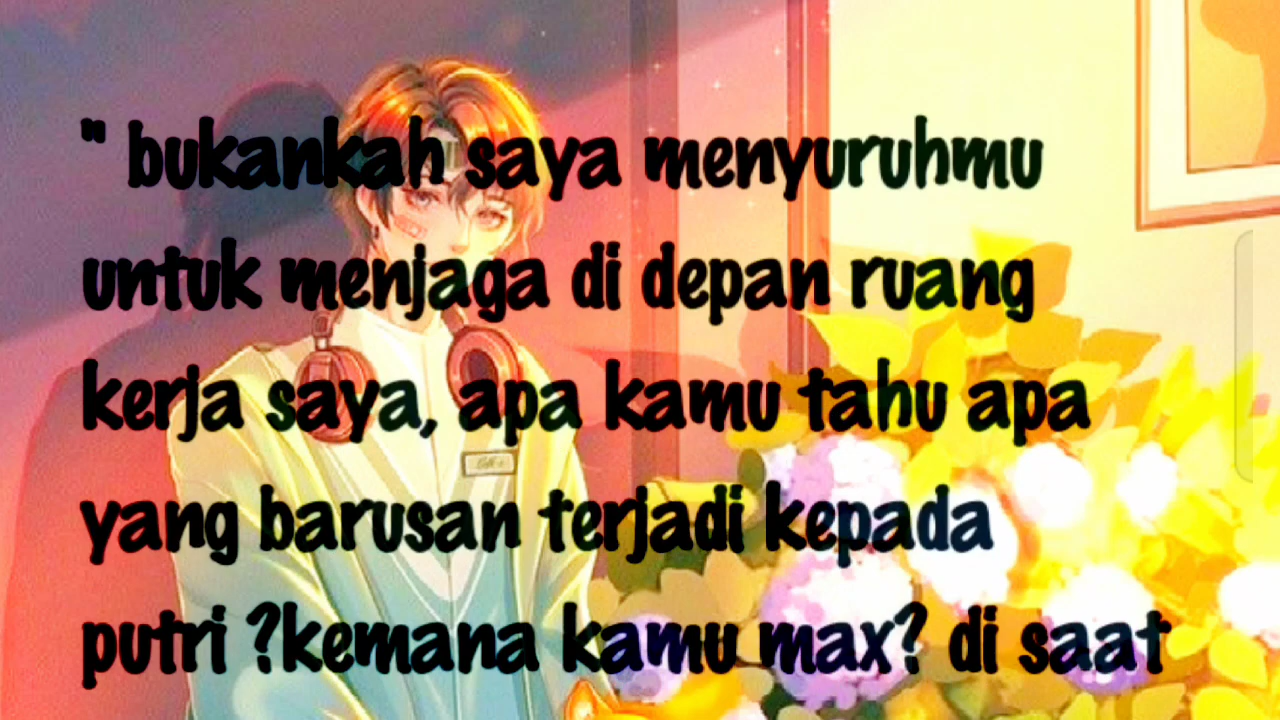 " bukankah saya menyuruhmu
untuk menjaga di depan ruang
kerja saya, apa kamu tahu apa
yang barusan terjadi kepada
putri ?kemana kamu max? di saat